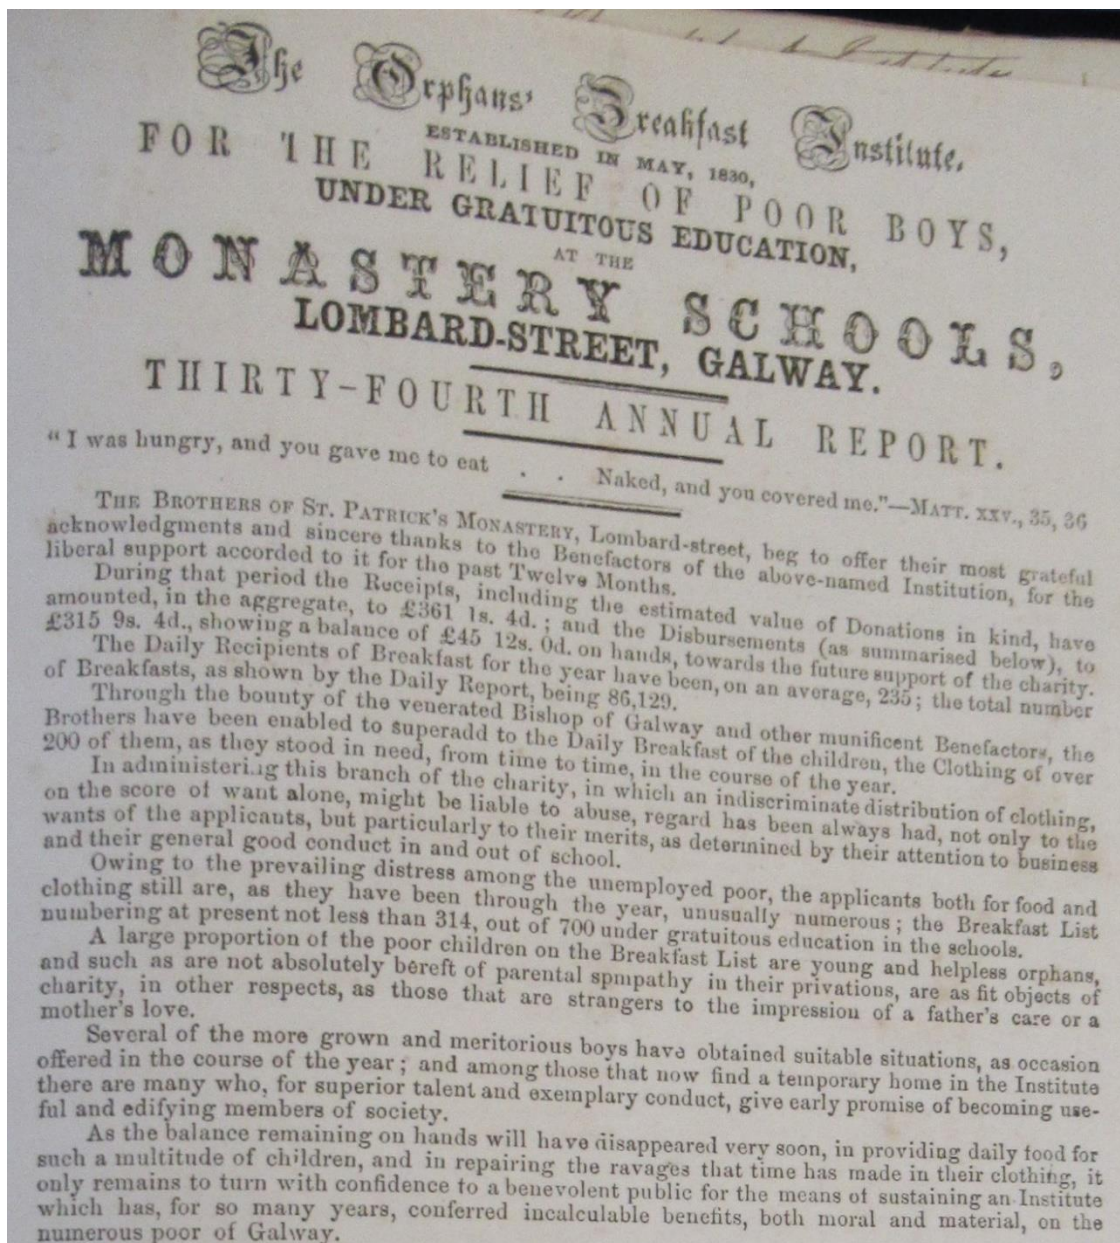 The Orphans' Breakfast Institute,
ESTABLISHED IN MAY, 1830,
FOR THE RELIEF OF POOR BOYS,
UNDER GRATUITOUS EDUCATION,
AT THE
MONASTERY SCHOOLS,
LOMBARD-STREET, GALWAY.
THIRTY-FOURTH ANNUAL REPORT.
"I was hungry, and you gave me to eat . . Naked, and you covered me."—MATT. XXV., 35, 36
THE BROTHERS OF ST. PATRICK'S MONASTERY, Lombard-street, beg to offer their most grateful
acknowledgments and sincere thanks to the Benefactors of the above-named Institution, for the
liberal support accorded to it for the past Twelve Months.
During that period the Receipts, including the estimated value of Donations in kind, have
amounted, in the aggregate, to £361 1s. 4d.; and the Disbursements (as summarised below), to
£315 9s. 4d., showing a balance of £45 12s. 0d. on hands, towards the future support of the charity.
The Daily Recipients of Breakfast for the year have been, on an average, 235; the total number
of Breakfasts, as shown by the Daily Report, being 86,129.
Through the bounty of the venerated Bishop of Galway and other munificent Benefactors, the
Brothers have been enabled to superadd to the Daily Breakfast of the children, the Clothing of over
200 of them, as they stood in need, from time to time, in the course of the year.
In administering this branch of the charity, in which an indiscriminate distribution of clothing,
on the score of want alone, might be liable to abuse, regard has been always had, not only to the
wants of the applicants, but particularly to their merits, as determined by their attention to business
and their general good conduct in and out of school.
Owing to the prevailing distress among the unemployed poor, the applicants both for food and
clothing still are, as they have been through the year, unusually numerous; the Breakfast List
numbering at present not less than 314, out of 700 under gratuitous education in the schools.
A large proportion of the poor children on the Breakfast List are young and helpless orphans,
and such as are not absolutely bereft of parental spmpathy in their privations, are as fit objects of
charity, in other respects, as those that are strangers to the impression of a father's care or a
mother's love.
Several of the more grown and meritorious boys have obtained suitable situations, as occasion
offered in the course of the year; and among those that now find a temporary home in the Institute
there are many who, for superior talent and exemplary conduct, give early promise of becoming use-
ful and edifying members of society.
As the balance remaining on hands will have disappeared very soon, in providing daily food for
such a multitude of children, and in repairing the ravages that time has made in their clothing, it
only remains to turn with confidence to a benevolent public for the means of sustaining an Institute
which has, for so many years, conferred incalculable benefits, both moral and material, on the
numerous poor of Galway.